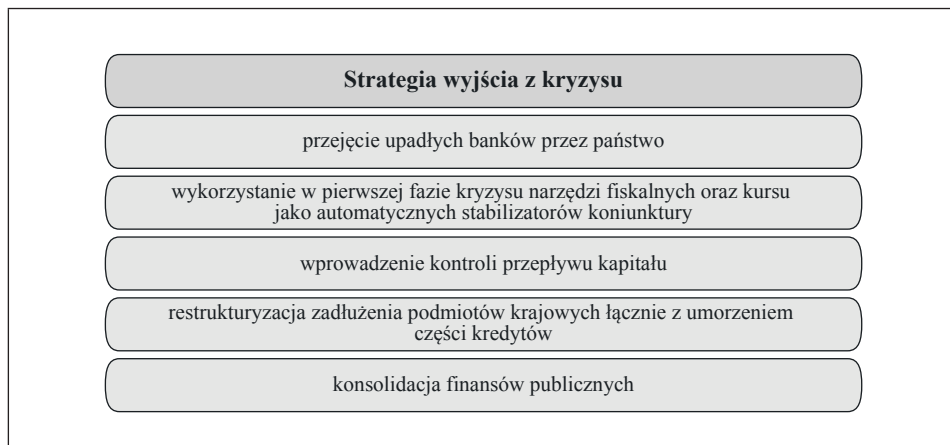 Strategia wyjścia z kryzysu
przejęcie upadłych banków przez państwo
wykorzystanie w pierwszej fazie kryzysu narzędzi fiskalnych oraz kursu
jako automatycznych stabilizatorów koniunktury
wprowadzenie kontroli przepływu kapitału
restrukturyzacja zadłużenia podmiotów krajowych łącznie z umorzeniem
części kredytów
konsolidacja finansów publicznych